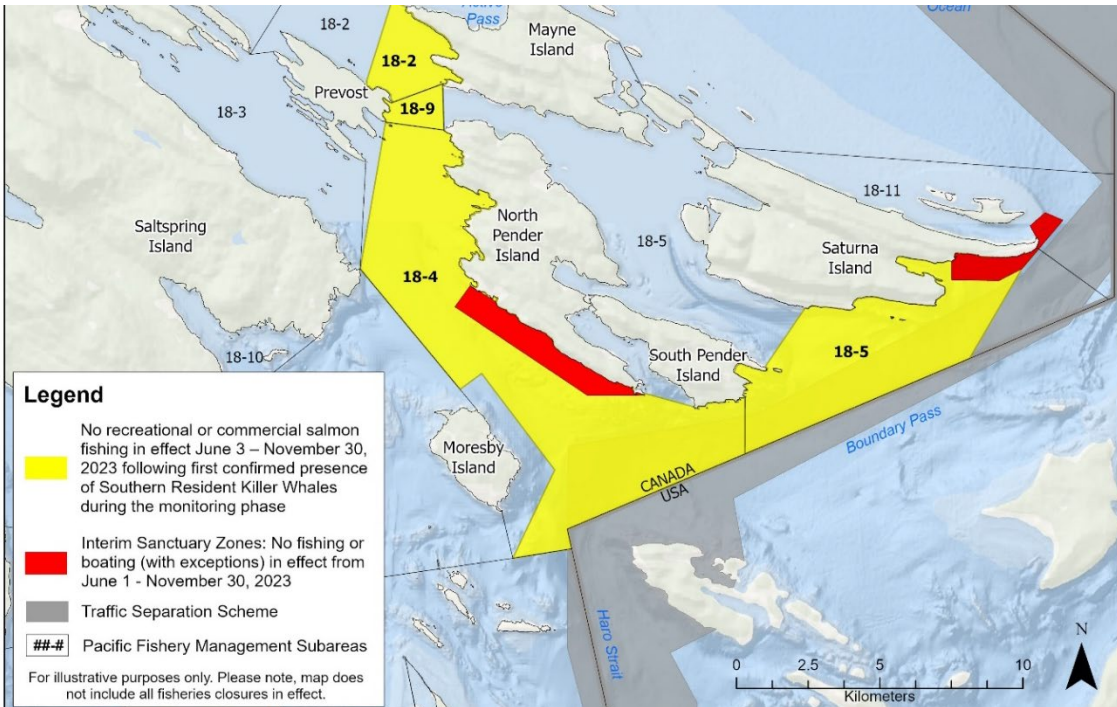 Active
Pass
Ocean
18-2
18-2
Mayne
Island
Prevost
18-9
18-3
18-11
North
Pender
Island
18-5
Saltspring
Island
Saturna
Island
18-4
18-10
South Pender
Island
18-5
Moresby
Island
Boundary Pass
CANADA
USA
Haro Strait
Legend
No recreational or commercial salmon
fishing in effect June 3 – November 30,
2023 following first confirmed presence
of Southern Resident Killer Whales
during the monitoring phase
Interim Sanctuary Zones: No fishing or
boating (with exceptions) in effect from
June 1 - November 30, 2023
Traffic Separation Scheme
##-# Pacific Fishery Management Subareas
For illustrative purposes only. Please note, map does
not include all fisheries closures in effect.
N
0 2.5 5 10
Kilometers